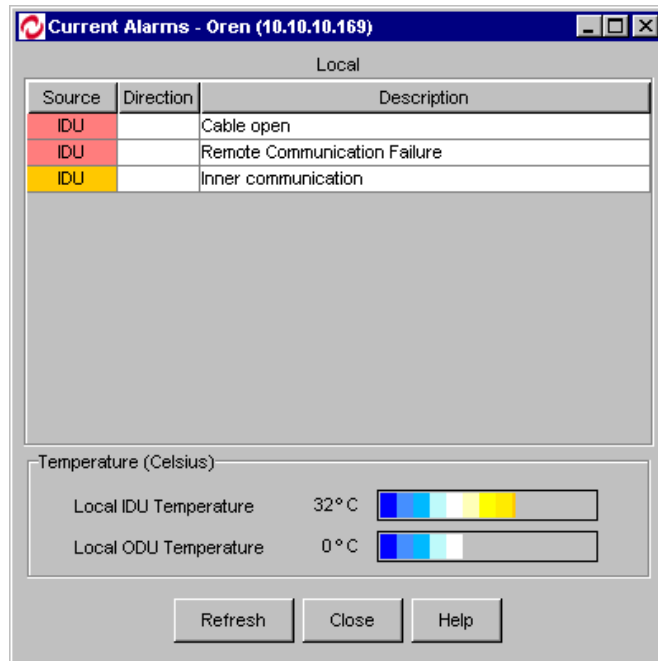 Current Alarms - Oren (10.10.10.169)
Local
Source Direction Description
IDU Cable open
IDU Remote Communication Failure
IDU Inner communication
Temperature (Celsius)
Local IDU Temperature 32° C
Local ODU Temperature 0° C
Refresh Close Help